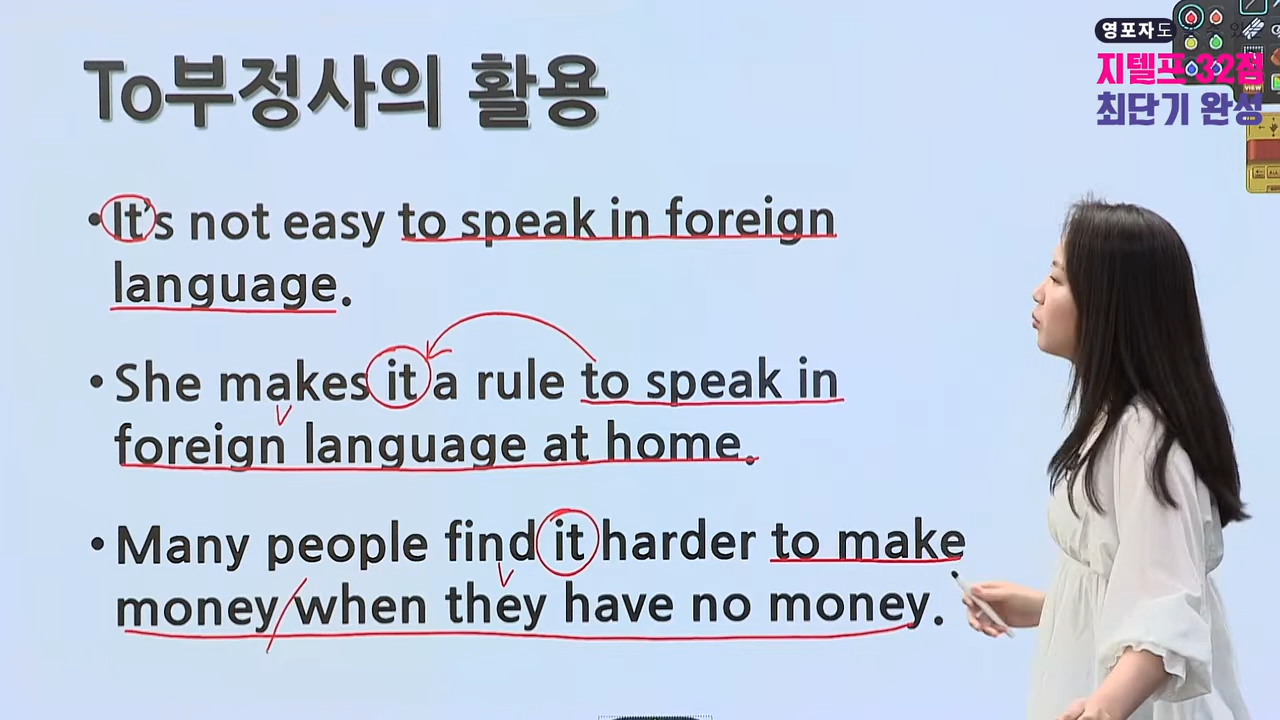 영포자도
지텔프 32점
최단기 완성
To부정사의 활용
• It's not easy to speak in foreign
language.
• She makes it a rule to speak in
foreign language at home.
• Many people find it harder to make
money when they have no money.